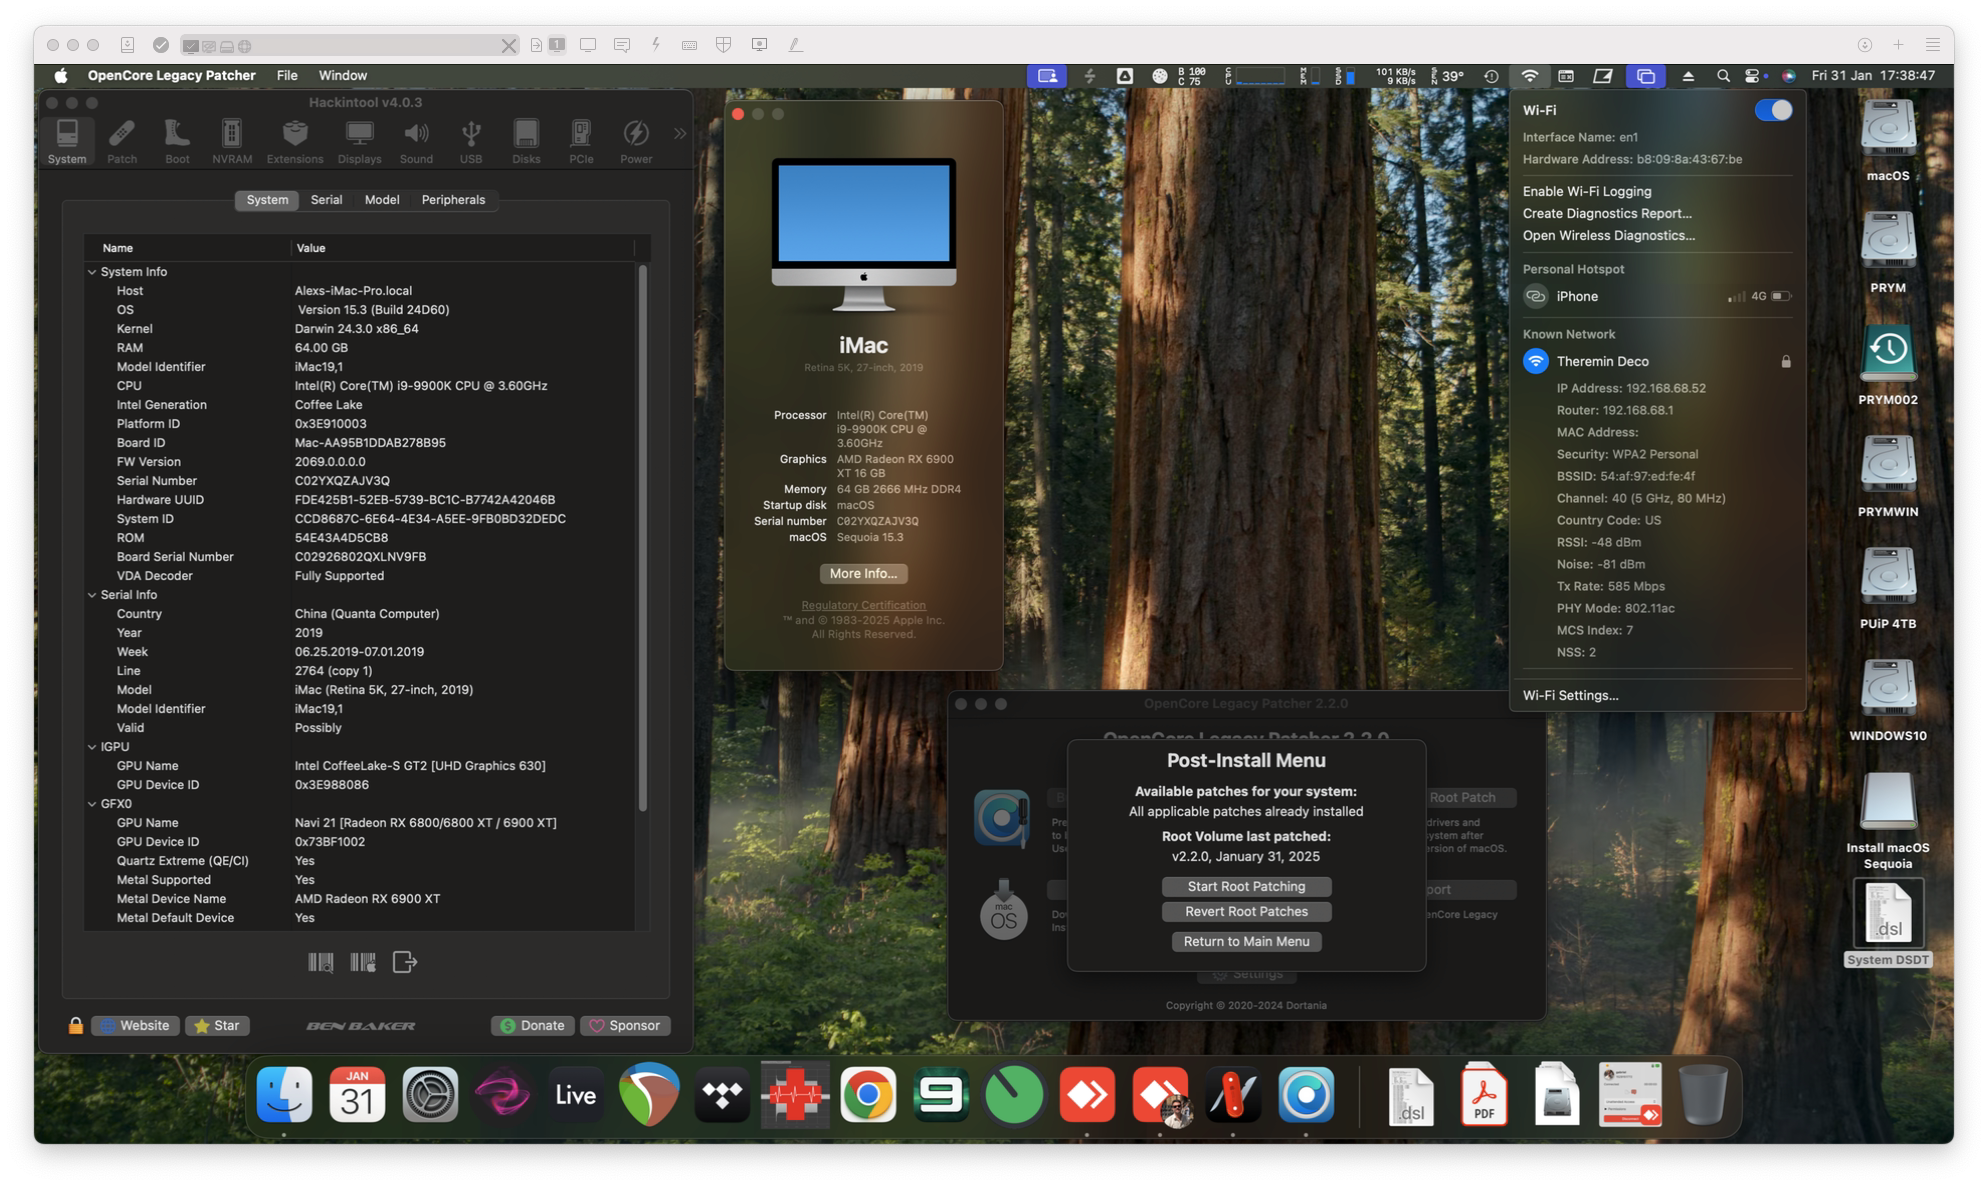 1
OpenCore Legacy Patcher File Window
B 100
C 75
CPU
MEM
SSD
101 KB/s
9 KB/s
SEN
39°
Fri 31 Jan 17:38:47
Hackintool v4.0.3
System Patch Boot NVRAM Extensions Displays Sound USB Disks PCIe Power
System Serial Model Peripherals
Name Value
System Info
Host Alexs-iMac-Pro.local
OS Version 15.3 (Build 24D60)
Kernel Darwin 24.3.0 x86_64
RAM 64.00 GB
Model Identifier iMac19,1
CPU Intel(R) Core(TM) i9-9900K CPU @ 3.60GHz
Intel Generation Coffee Lake
Platform ID 0x3E910003
Board ID Mac-AA95B1DDAB278B95
FW Version 2069.0.0.0.0
Serial Number C02YXQZAJV3Q
Hardware UUID FDE425B1-52EB-5739-BC1C-B7742A42046B
System ID CCD8687C-6E64-4E34-A5EE-9FB0BD32DEDC
ROM 54E43A4D5CB8
Board Serial Number C02926802QXLNV9FB
VDA Decoder Fully Supported
Serial Info
Country China (Quanta Computer)
Year 2019
Week 06.25.2019-07.01.2019
Line 2764 (copy 1)
Model iMac (Retina 5K, 27-inch, 2019)
Model Identifier iMac19,1
Valid Possibly
IGPU
GPU Name Intel CoffeeLake-S GT2 [UHD Graphics 630]
GPU Device ID 0x3E988086
GFX0
GPU Name Navi 21 [Radeon RX 6800/6800 XT / 6900 XT]
GPU Device ID 0x73BF1002
Quartz Extreme (QE/CI) Yes
Metal Supported Yes
Metal Device Name AMD Radeon RX 6900 XT
Metal Default Device Yes
Website Star BEN BAKER Donate Sponsor
iMac
Retina 5K, 27-inch, 2019
Processor Intel(R) Core(TM)
i9-9900K CPU @
3.60GHz
Graphics AMD Radeon RX 6900
XT 16 GB
Memory 64 GB 2666 MHz DDR4
Startup disk macOS
Serial number C02YXQZAJV3Q
macOS Sequoia 15.3
More Info...
Regulatory Certification
™ and © 1983-2025 Apple Inc.
All Rights Reserved.
Wi-Fi
Interface Name: en1
Hardware Address: b8:09:8a:43:67:be
Enable Wi-Fi Logging
Create Diagnostics Report...
Open Wireless Diagnostics...
Personal Hotspot
iPhone 4G
Known Network
Theremin Deco
IP Address: 192.168.68.52
Router: 192.168.68.1
MAC Address:
Security: WPA2 Personal
BSSID: 54:af:97:ed:fe:4f
Channel: 40 (5 GHz, 80 MHz)
Country Code: US
RSSI: -48 dBm
Noise: -81 dBm
Tx Rate: 585 Mbps
PHY Mode: 802.11ac
MCS Index: 7
NSS: 2
Wi-Fi Settings...
OpenCore Legacy Patcher 2.2.0
OpenCore Legacy Patcher 2.2.0
Post-Install Menu
Available patches for your system:
All applicable patches already installed
Root Volume last patched:
v2.2.0, January 31, 2025
Start Root Patching
Revert Root Patches
Return to Main Menu
Root Patch
drivers and
system after
version of macOS.
mac
OS
Settings
Copyright © 2020-2024 Dortania
macOS
PRYM
PRYM002
PRYMWIN
PUiP 4TB
WINDOWS10
Install macOS
Sequoia
.dsl
System DSDT
JAN
31
Live
.dsl
PDF